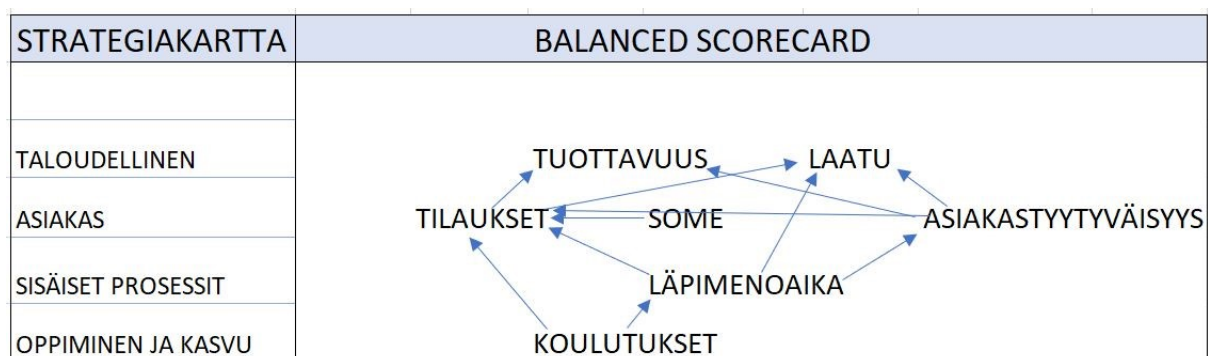 STRATEGIAKARTTA BALANCED SCORECARD
TALOUDELLINEN TUOTTAVUUS LAATU
ASIAKAS TILAUKSET SOME ASIAKASTYYTYVÄISYYS
SISÄISET PROSESSIT LÄPIMENOAIKA
OPPIMINEN JA KASVU KOULUTUKSET